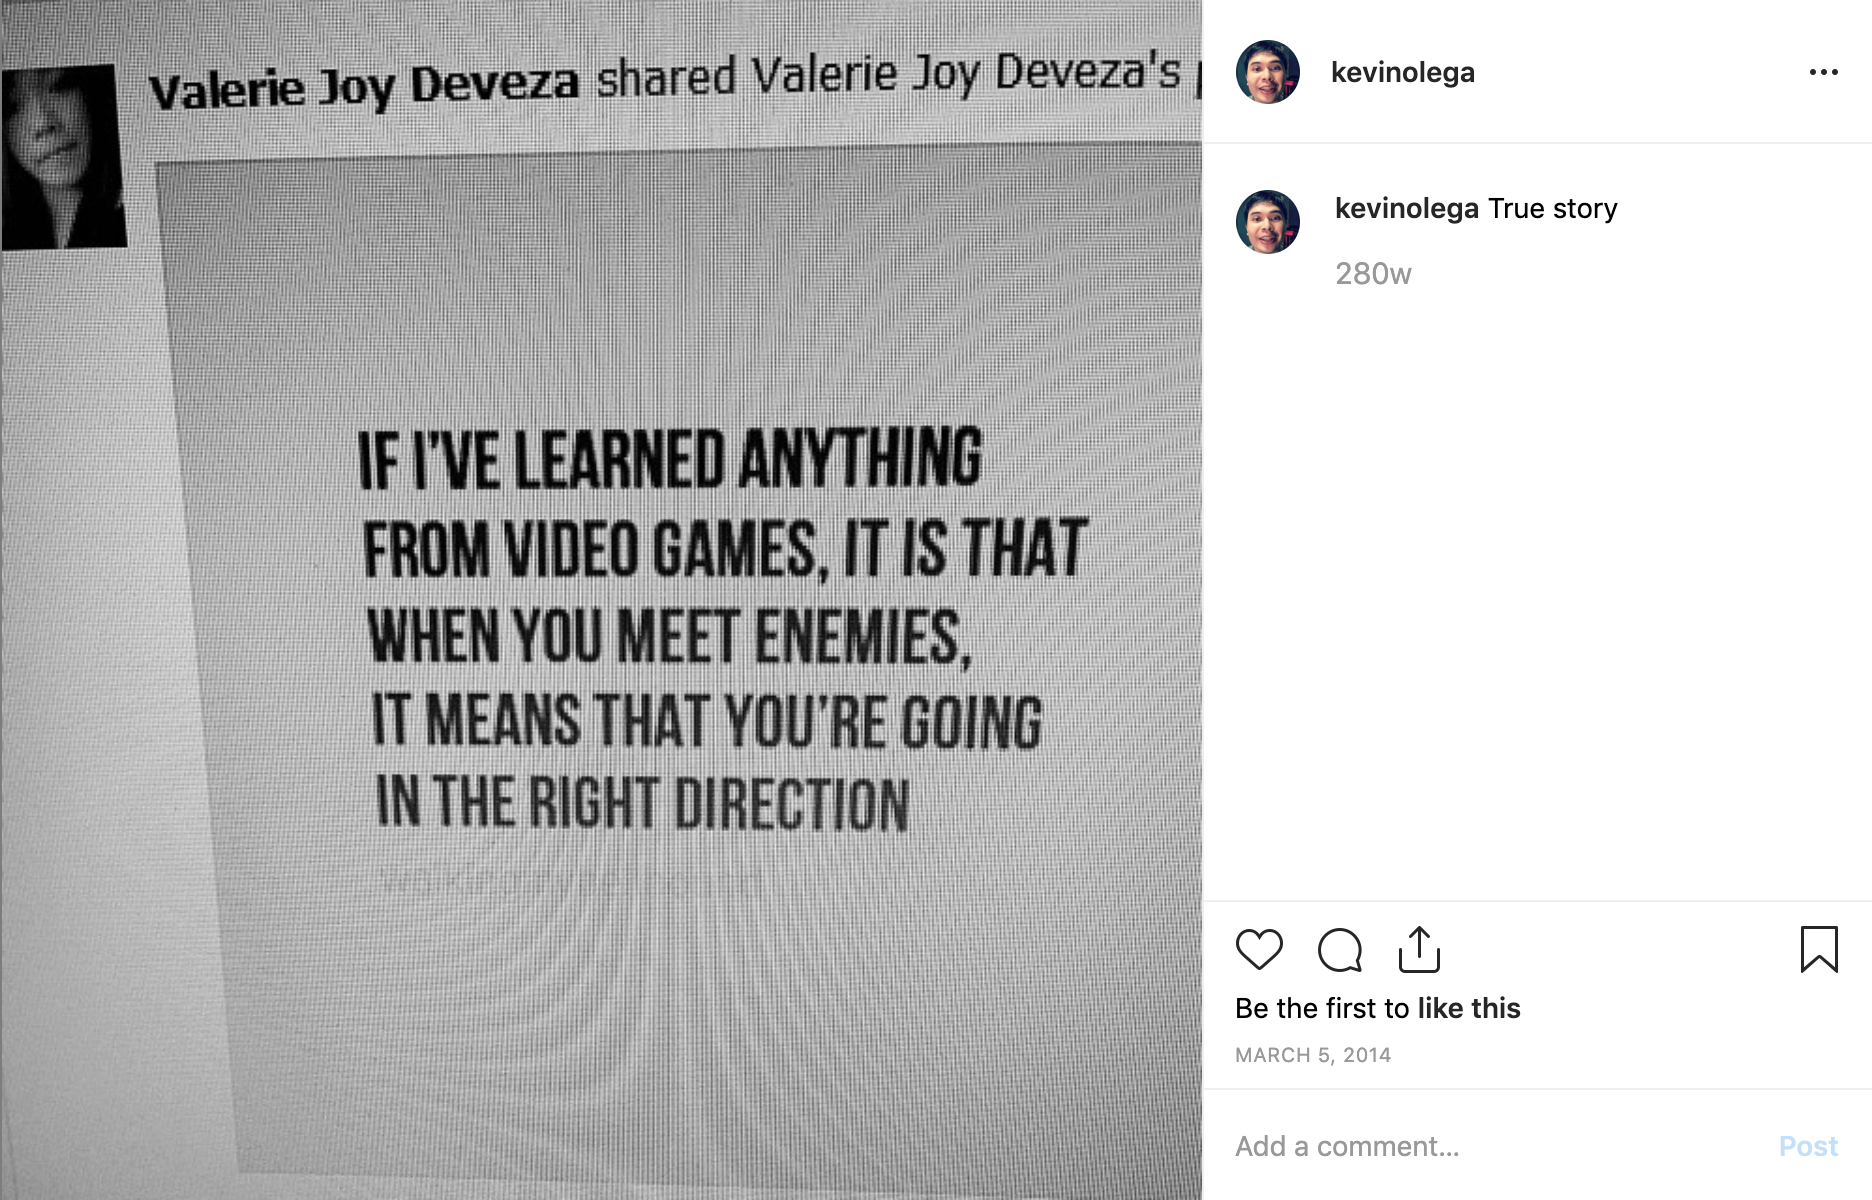 Valerie Joy Deveza shared Valerie Joy Deveza's
IF I'VE LEARNED ANYTHING
FROM VIDEO GAMES, IT IS THAT
WHEN YOU MEET ENEMIES,
IT MEANS THAT YOU'RE GOING
IN THE RIGHT DIRECTION
kevinolega
kevinolega True story
280w
Be the first to like this
MARCH 5, 2014
Add a comment...
Post